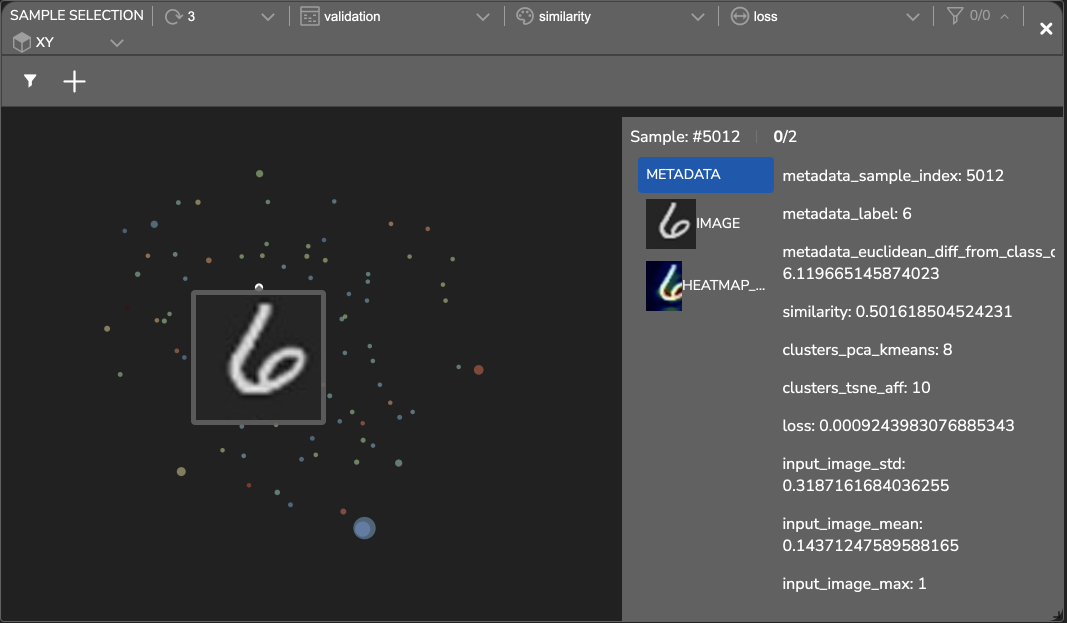 SAMPLE SELECTION 3 validation similarity loss 0/0
XY
Sample: #5012 0/2
METADATA
IMAGE
HEATMAP_...
metadata_sample_index: 5012
metadata_label: 6
metadata_euclidean_diff_from_class_c
6.119665145874023
similarity: 0.501618504524231
clusters_pca_kmeans: 8
clusters_tsne_aff: 10
loss: 0.0009243983076885343
input_image_std:
0.3187161684036255
input_image_mean:
0.14371247589588165
input_image_max: 1
6